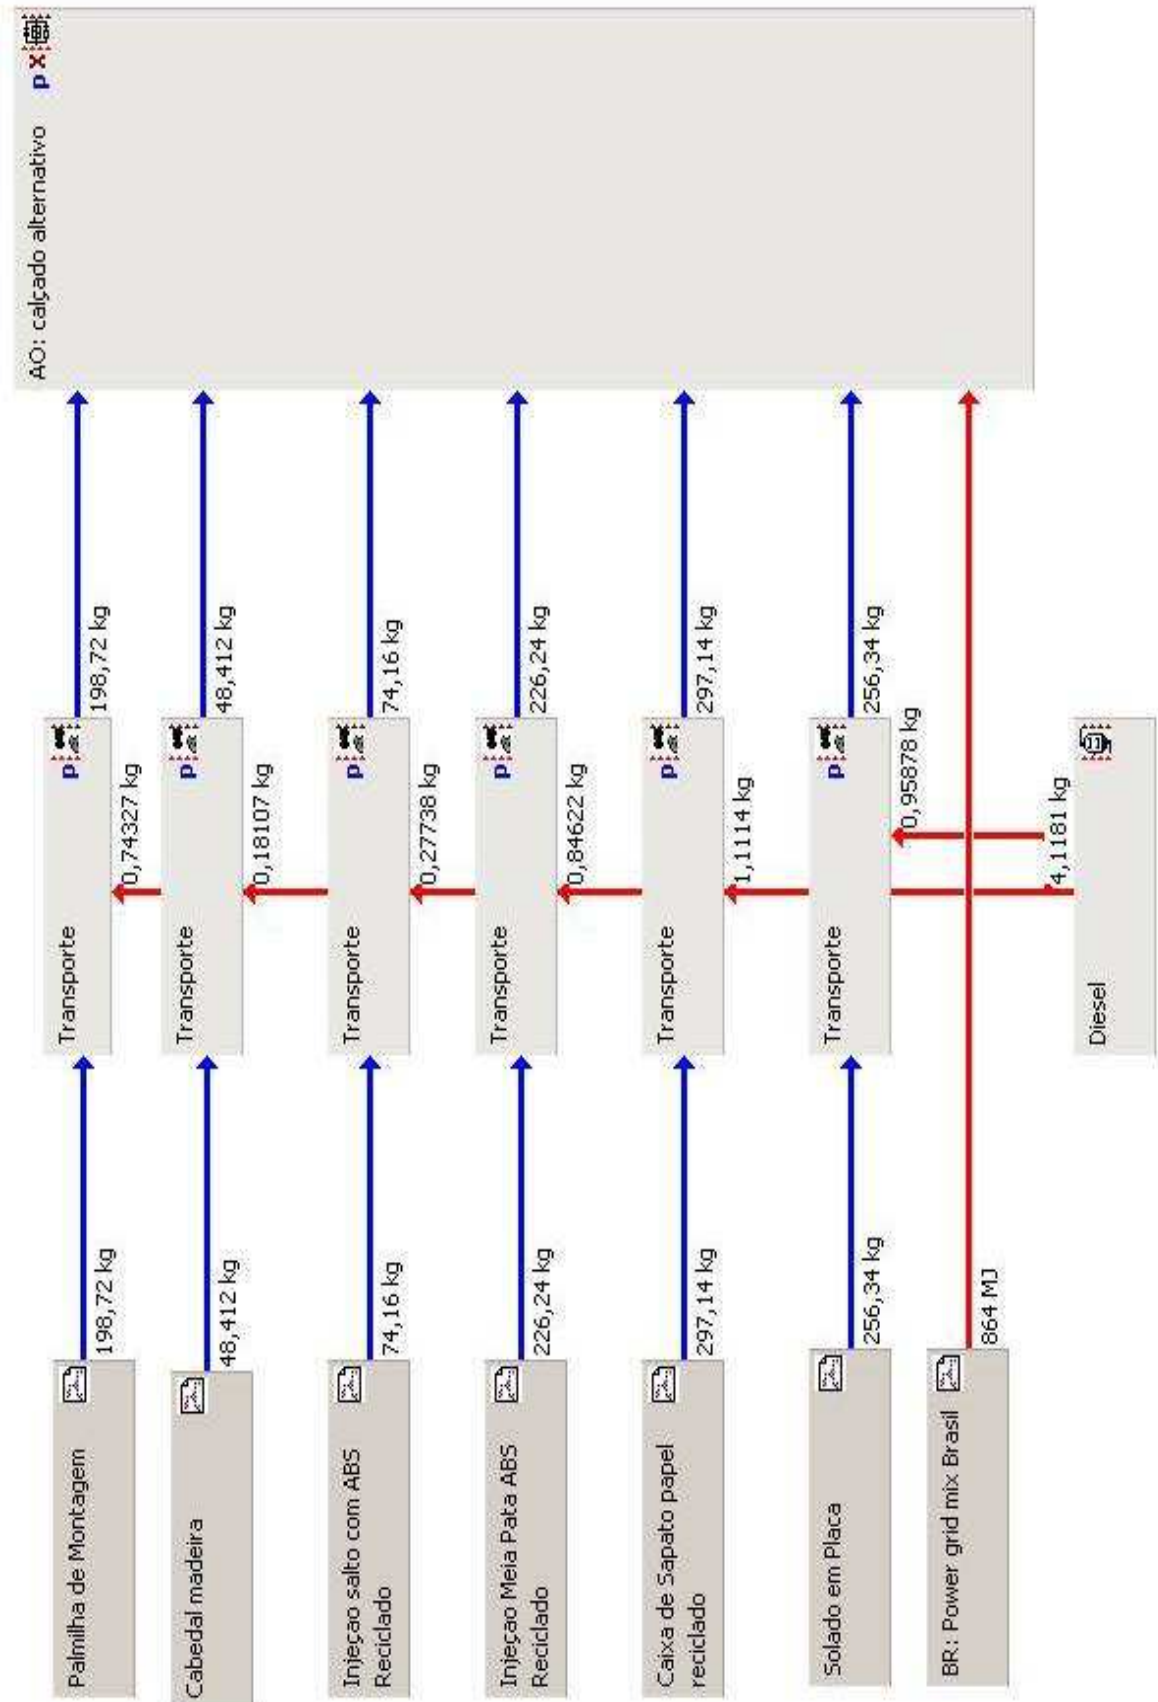 AO: calçado alternativo
p X
Palmilha de Montagem
198,72 kg
Transporte
p
198,72 kg
0,74327 kg
Cabedal madeira
48,412 kg
Transporte
p
48,412 kg
0,18107 kg
Injeçao salto com ABS
Reciclado
74,16 kg
Transporte
p
74,16 kg
0,27738 kg
Injeçao Meia Pata ABS
Reciclado
226,24 kg
Transporte
p
226,24 kg
0,84622 kg
Caixa de Sapato papel
reciclado
297,14 kg
Transporte
p
297,14 kg
1,1114 kg
Solado em Placa
256,34 kg
Transporte
p
256,34 kg
0,95878 kg
BR: Power grid mix Brasil
864 MJ
4,1181 kg
Diesel